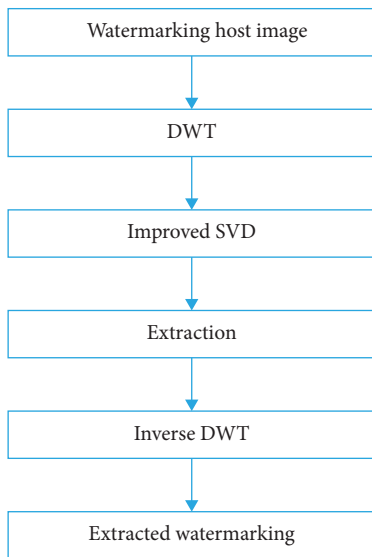 Watermarking host image
DWT
Improved SVD
Extraction
Inverse DWT
Extracted watermarking